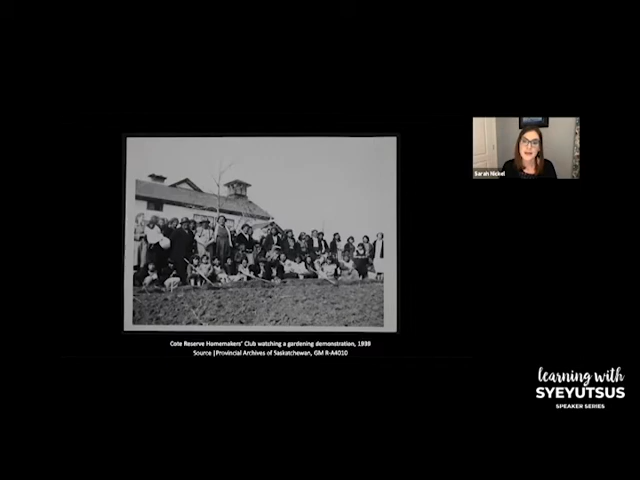 Sarah Nickel
Cote Reserve Homemakers' Club watching a gardening demonstration, 1939
Source |Provincial Archives of Saskatchewan, GM R-A4010
learning with
SYEYUTSUS
SPEAKER SERIES